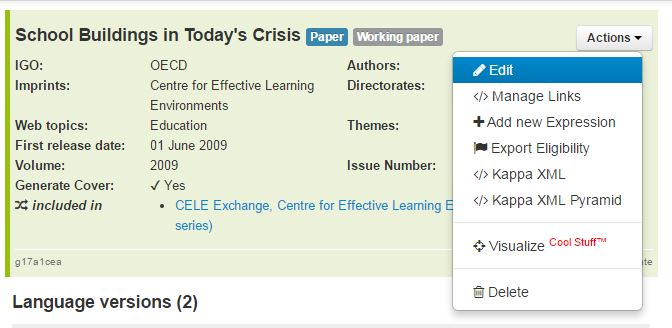 School Buildings in Today's Crisis Paper Working paper
Actions
IGO: OECD Authors:
Imprints: Centre for Effective Learning Environments Directorates:
Web topics: Education Themes:
First release date: 01 June 2009
Volume: 2009 Issue Number:
Generate Cover: ✓ Yes
included in
• CELE Exchange, Centre for Effective Learning E
series)
g17a1cea
Edit
</> Manage Links
Add new Expression
Export Eligibility
</> Kappa XML
</> Kappa XML Pyramid
Visualize Cool Stuff™
Delete
Language versions (2)